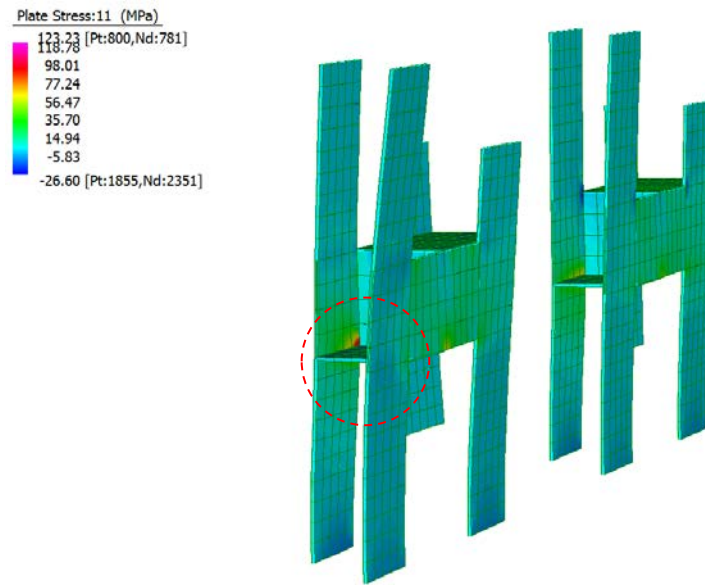 Plate Stress:11 (MPa)
123.23 [Pt:800,Nd:781]
118.78
98.01
77.24
56.47
35.70
14.94
-5.83
-26.60 [Pt:1855,Nd:2351]